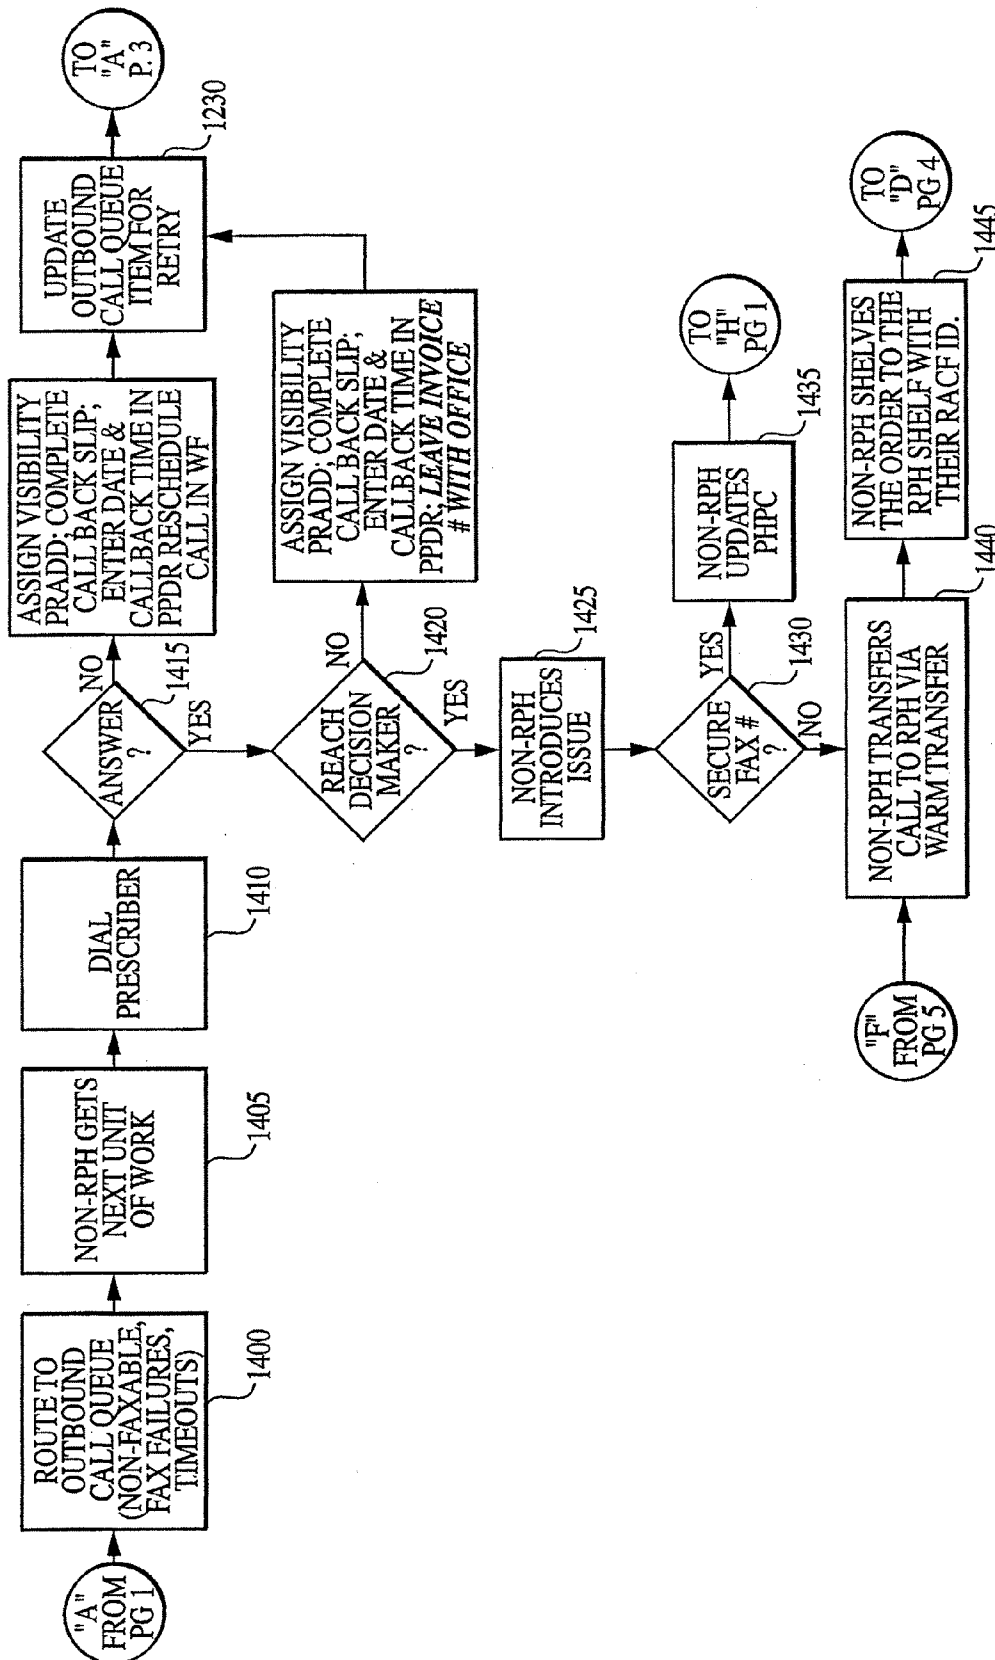 "A"
FROM
PG 1
ROUTE TO
OUTBOUND
CALL QUEUE
(NON-FAXABLE,
FAX FAILURES,
TIMEOUTS)
1400
NON-RPH GETS
NEXT UNIT
OF WORK
1405
DIAL
PRESCRIBER
1410
ANSWER
?
1415
NO
YES
ASSIGN VISIBILITY
PRADD; COMPLETE
CALL BACK SLIP;
ENTER DATE &
CALLBACK TIME IN
PPDR RESCHEDULE
CALL IN WF
UPDATE
OUTBOUND
CALL QUEUE
ITEM FOR
RETRY
1230
TO
"A"
P. 3
REACH
DECISION
MAKER
?
1420
NO
YES
ASSIGN VISIBILITY
PRADD; COMPLETE
CALL BACK SLIP;
ENTER DATE &
CALLBACK TIME IN
PPDR; LEAVE INVOICE
# WITH OFFICE
NON-RPH
INTRODUCES
ISSUE
1425
SECURE
FAX #
?
1430
YES
NO
NON-RPH
UPDATES
PHPC
1435
TO
"H"
PG 1
"F"
FROM
PG 5
NON-RPH TRANSFERS
CALL TO RPH VIA
WARM TRANSFER
1440
NON-RPH SHELVES
THE ORDER TO THE
RPH SHELF WITH
THEIR RACF ID.
1445
TO
"D"
PG 4